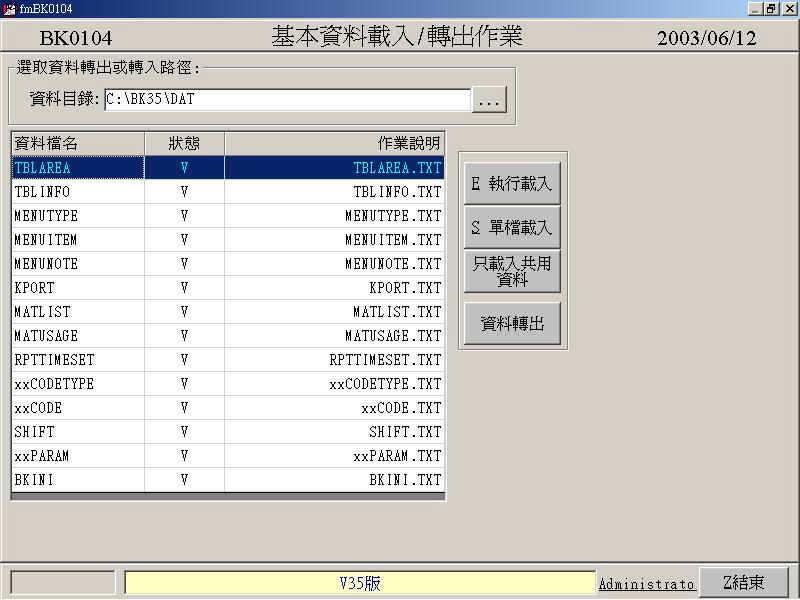 fmBK0104
BK0104 基本資料載入/轉出作業 2003/06/12
選取資料轉出或轉入路徑:
資料目錄: C:\BK35\DAT ...
資料檔名 狀態 作業說明
TBLAREA V TBLAREA.TXT
TBLINFO V TBLINFO.TXT
MENUTYPE V MENUTYPE.TXT
MENUITEM V MENUITEM.TXT
MENUNOTE V MENUNOTE.TXT
KPORT V KPORT.TXT
MATLIST V MATLIST.TXT
MATUSAGE V MATUSAGE.TXT
RPTTIMESET V RPTTIMESET.TXT
xxCODETYPE V xxCODETYPE.TXT
xxCODE V xxCODE.TXT
SHIFT V SHIFT.TXT
xxPARAM V xxPARAM.TXT
BKINI V BKINI.TXT
E 執行載入
S 單檔載入
只載入共用
資料
資料轉出
V35版 Administrato Z結束